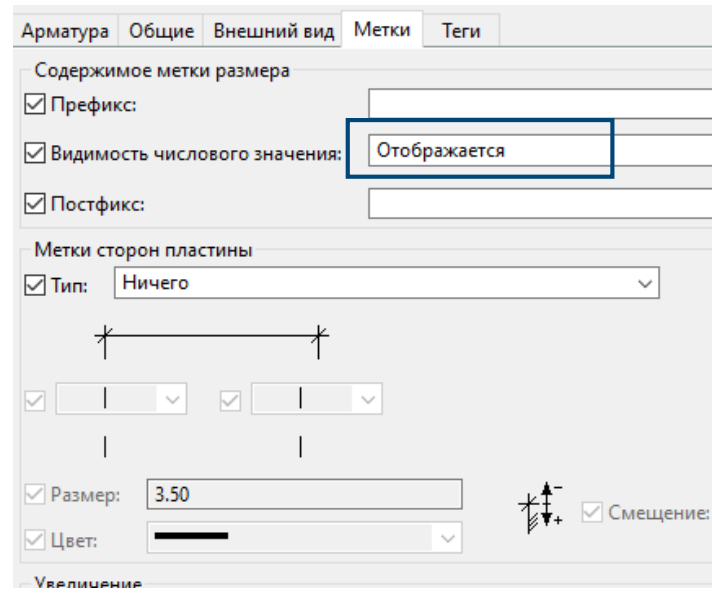 Арматура Общие Внешний вид Метки Теги
Содержимое метки размера
Префикс:
Видимость числового значения: Отображается
Постфикс:
Метки сторон пластины
Тип: Ничего
Размер: 3.50
Смещение:
Цвет:
Увеличение